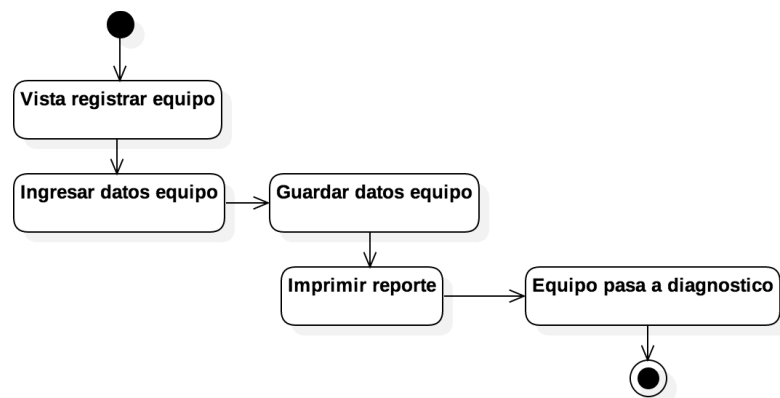 Vista registrar equipo
Ingresar datos equipo
Guardar datos equipo
Imprimir reporte
Equipo pasa a diagnostico